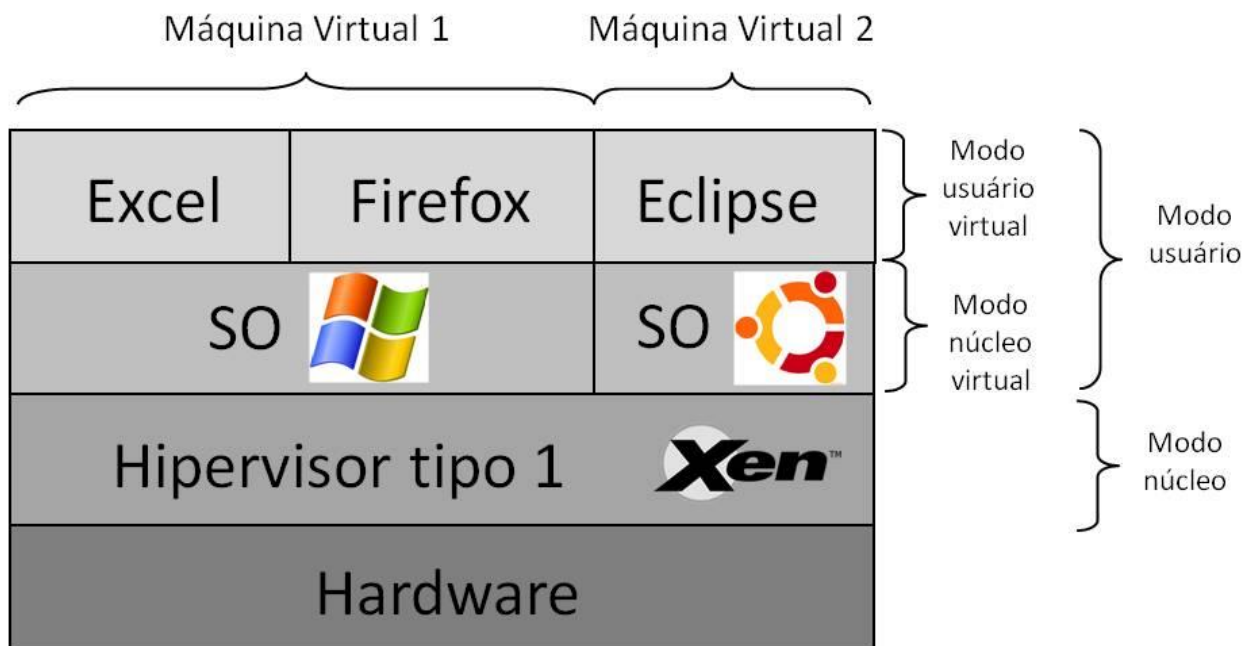 Máquina Virtual 1
Máquina Virtual 2
Excel
Firefox
Eclipse
Modo
usuário
virtual
Modo
usuário
SO
SO
Modo
núcleo
virtual
Hipervisor tipo 1
Xen™
Modo
núcleo
Hardware